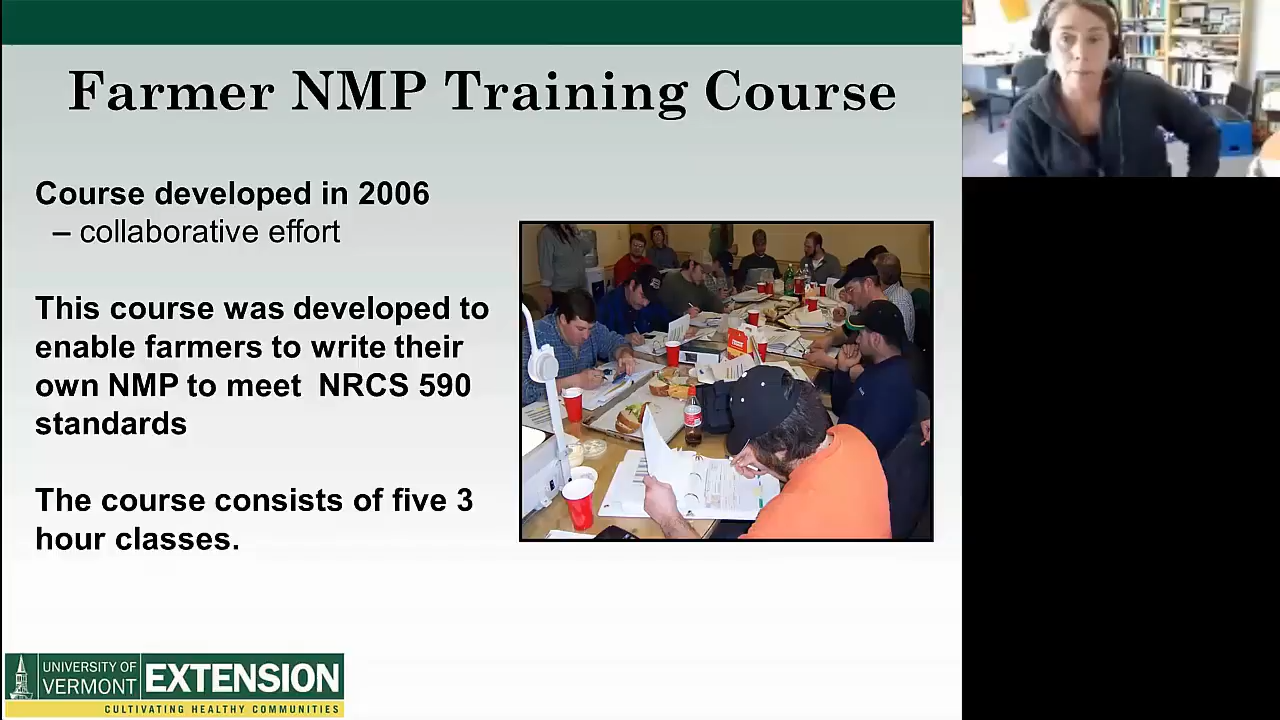 Farmer NMP Training Course
Course developed in 2006
– collaborative effort
This course was developed to
enable farmers to write their
own NMP to meet NRCS 590
standards
The course consists of five 3
hour classes.
UNIVERSITY OF
VERMONT
EXTENSION
CULTIVATING HEALTHY COMMUNITIES